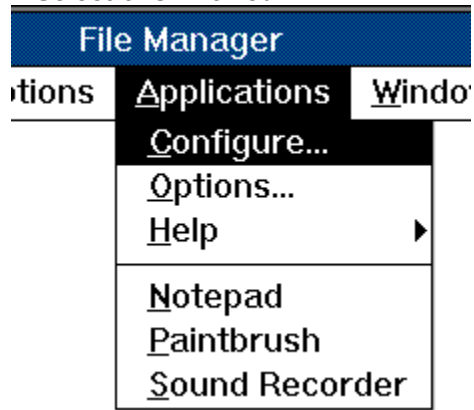 File Manager
Applications
Configure...
Options...
Help
Notepad
Paintbrush
Sound Recorder